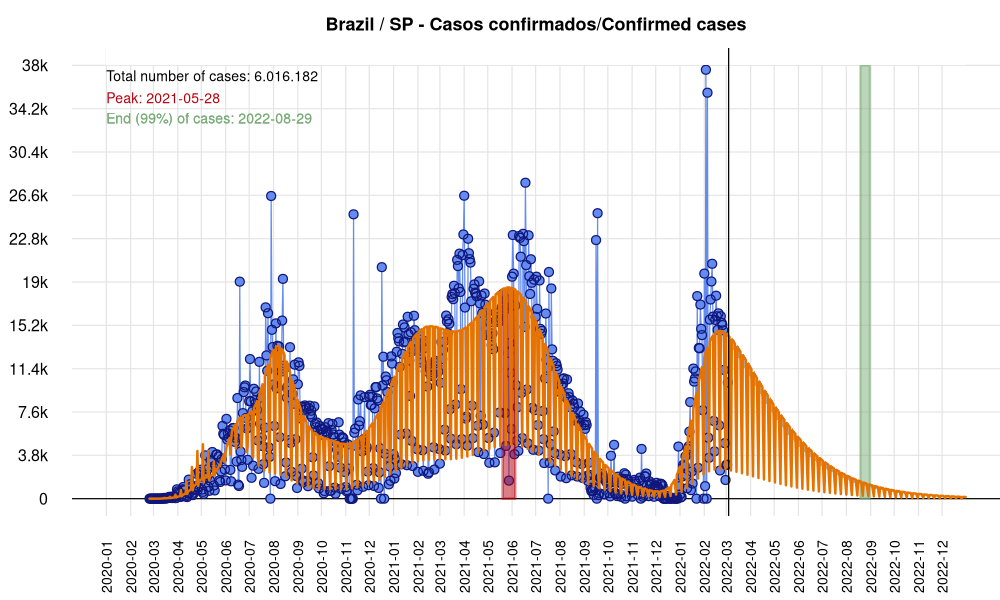 Brazil / SP - Casos confirmados/Confirmed cases
Total number of cases: 6.016.182
Peak: 2021-05-28
End (99%) of cases: 2022-08-29
38k
34.2k
30.4k
26.6k
22.8k
19k
15.2k
11.4k
7.6k
3.8k
0
2020-01
2020-02
2020-03
2020-04
2020-05
2020-06
2020-07
2020-08
2020-09
2020-10
2020-11
2020-12
2021-01
2021-02
2021-03
2021-04
2021-05
2021-06
2021-07
2021-08
2021-09
2021-10
2021-11
2021-12
2022-01
2022-02
2022-03
2022-04
2022-05
2022-06
2022-07
2022-08
2022-09
2022-10
2022-11
2022-12